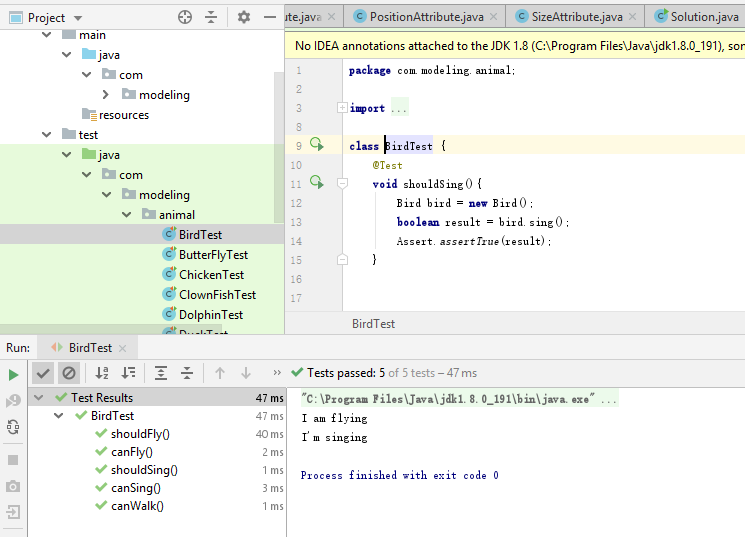 Project
ute.java
PositionAttribute.java
SizeAttribute.java
Solution.java
main
java
com
modeling
resources
test
java
com
modeling
animal
BirdTest
ButterFlyTest
ChickenTest
ClownFishTest
DolphinTest
DuckTest
No IDEA annotations attached to the JDK 1.8 (C:\Program Files\Java\jdk1.8.0_191), som
1 package com.modeling.animal;
2
3 import ...
8
9 class BirdTest {
10 @Test
11 void shouldSing(){
12 Bird bird = new Bird();
13 boolean result = bird.sing();
14 Assert.assertTrue(result);
15 }
16
17
BirdTest
Run: BirdTest
Tests passed: 5 of 5 tests – 47 ms
Test Results 47 ms
BirdTest 47 ms
shouldFly() 40 ms
canFly() 2 ms
shouldSing() 1 ms
canSing() 3 ms
canWalk() 1 ms
"C:\Program Files\Java\jdk1.8.0_191\bin\java.exe" ...
I am flying
I'm singing
Process finished with exit code 0